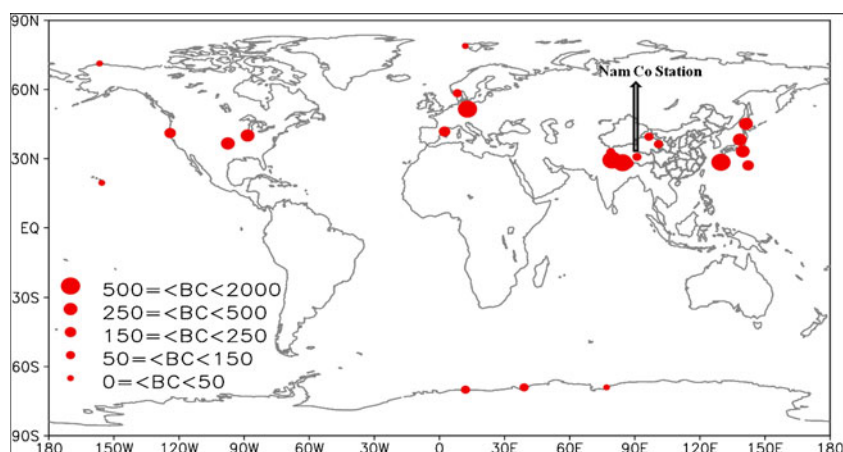 90N
60N
Nam Co Station
30N
EQ
500=<BC<2000
30S
250=<BC<500
150=<BC<250
60S
50=<BC<150
0=<BC<50
90S
180 150W 120W 90W 60W 30W 0 30E 60E 90E 120E 150E 180